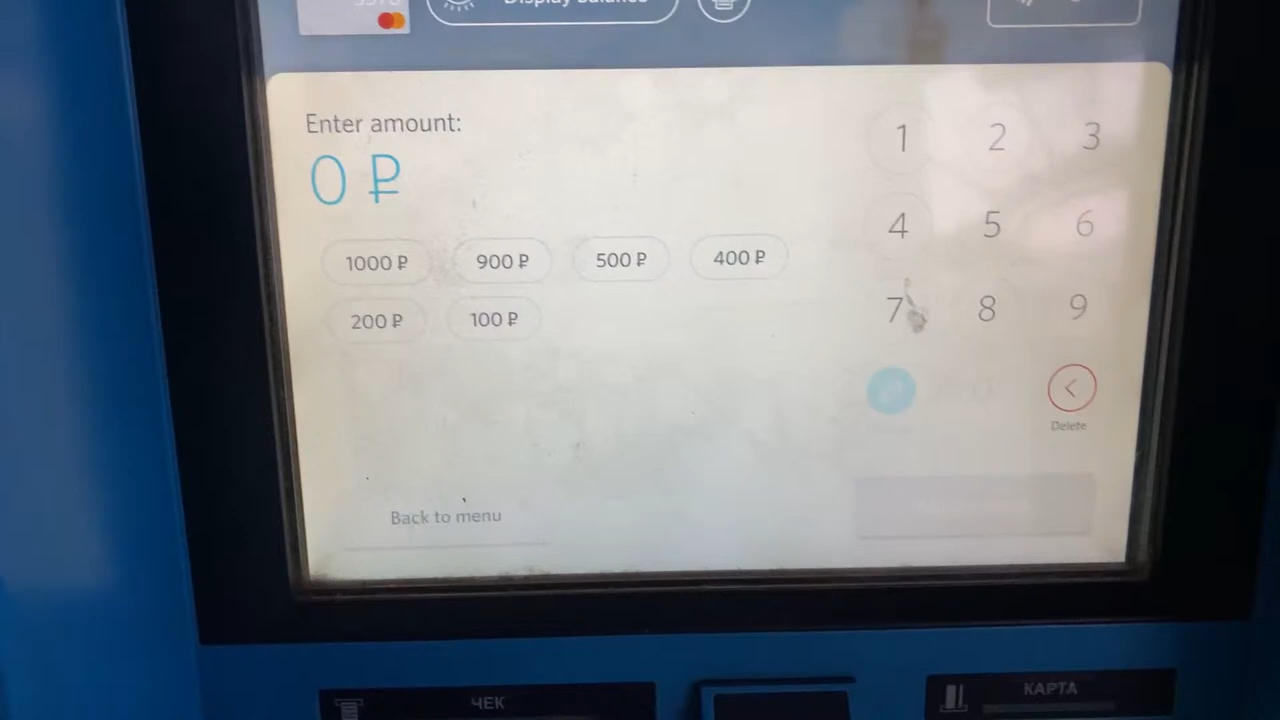 Display balance
Enter amount:
0 ₽
1 2 3
1000 ₽ 900 ₽ 500 ₽ 400 ₽
4 5 6
200 ₽ 100 ₽
7 8 9
Delete
Back to menu
ЧЕК
КАРТА